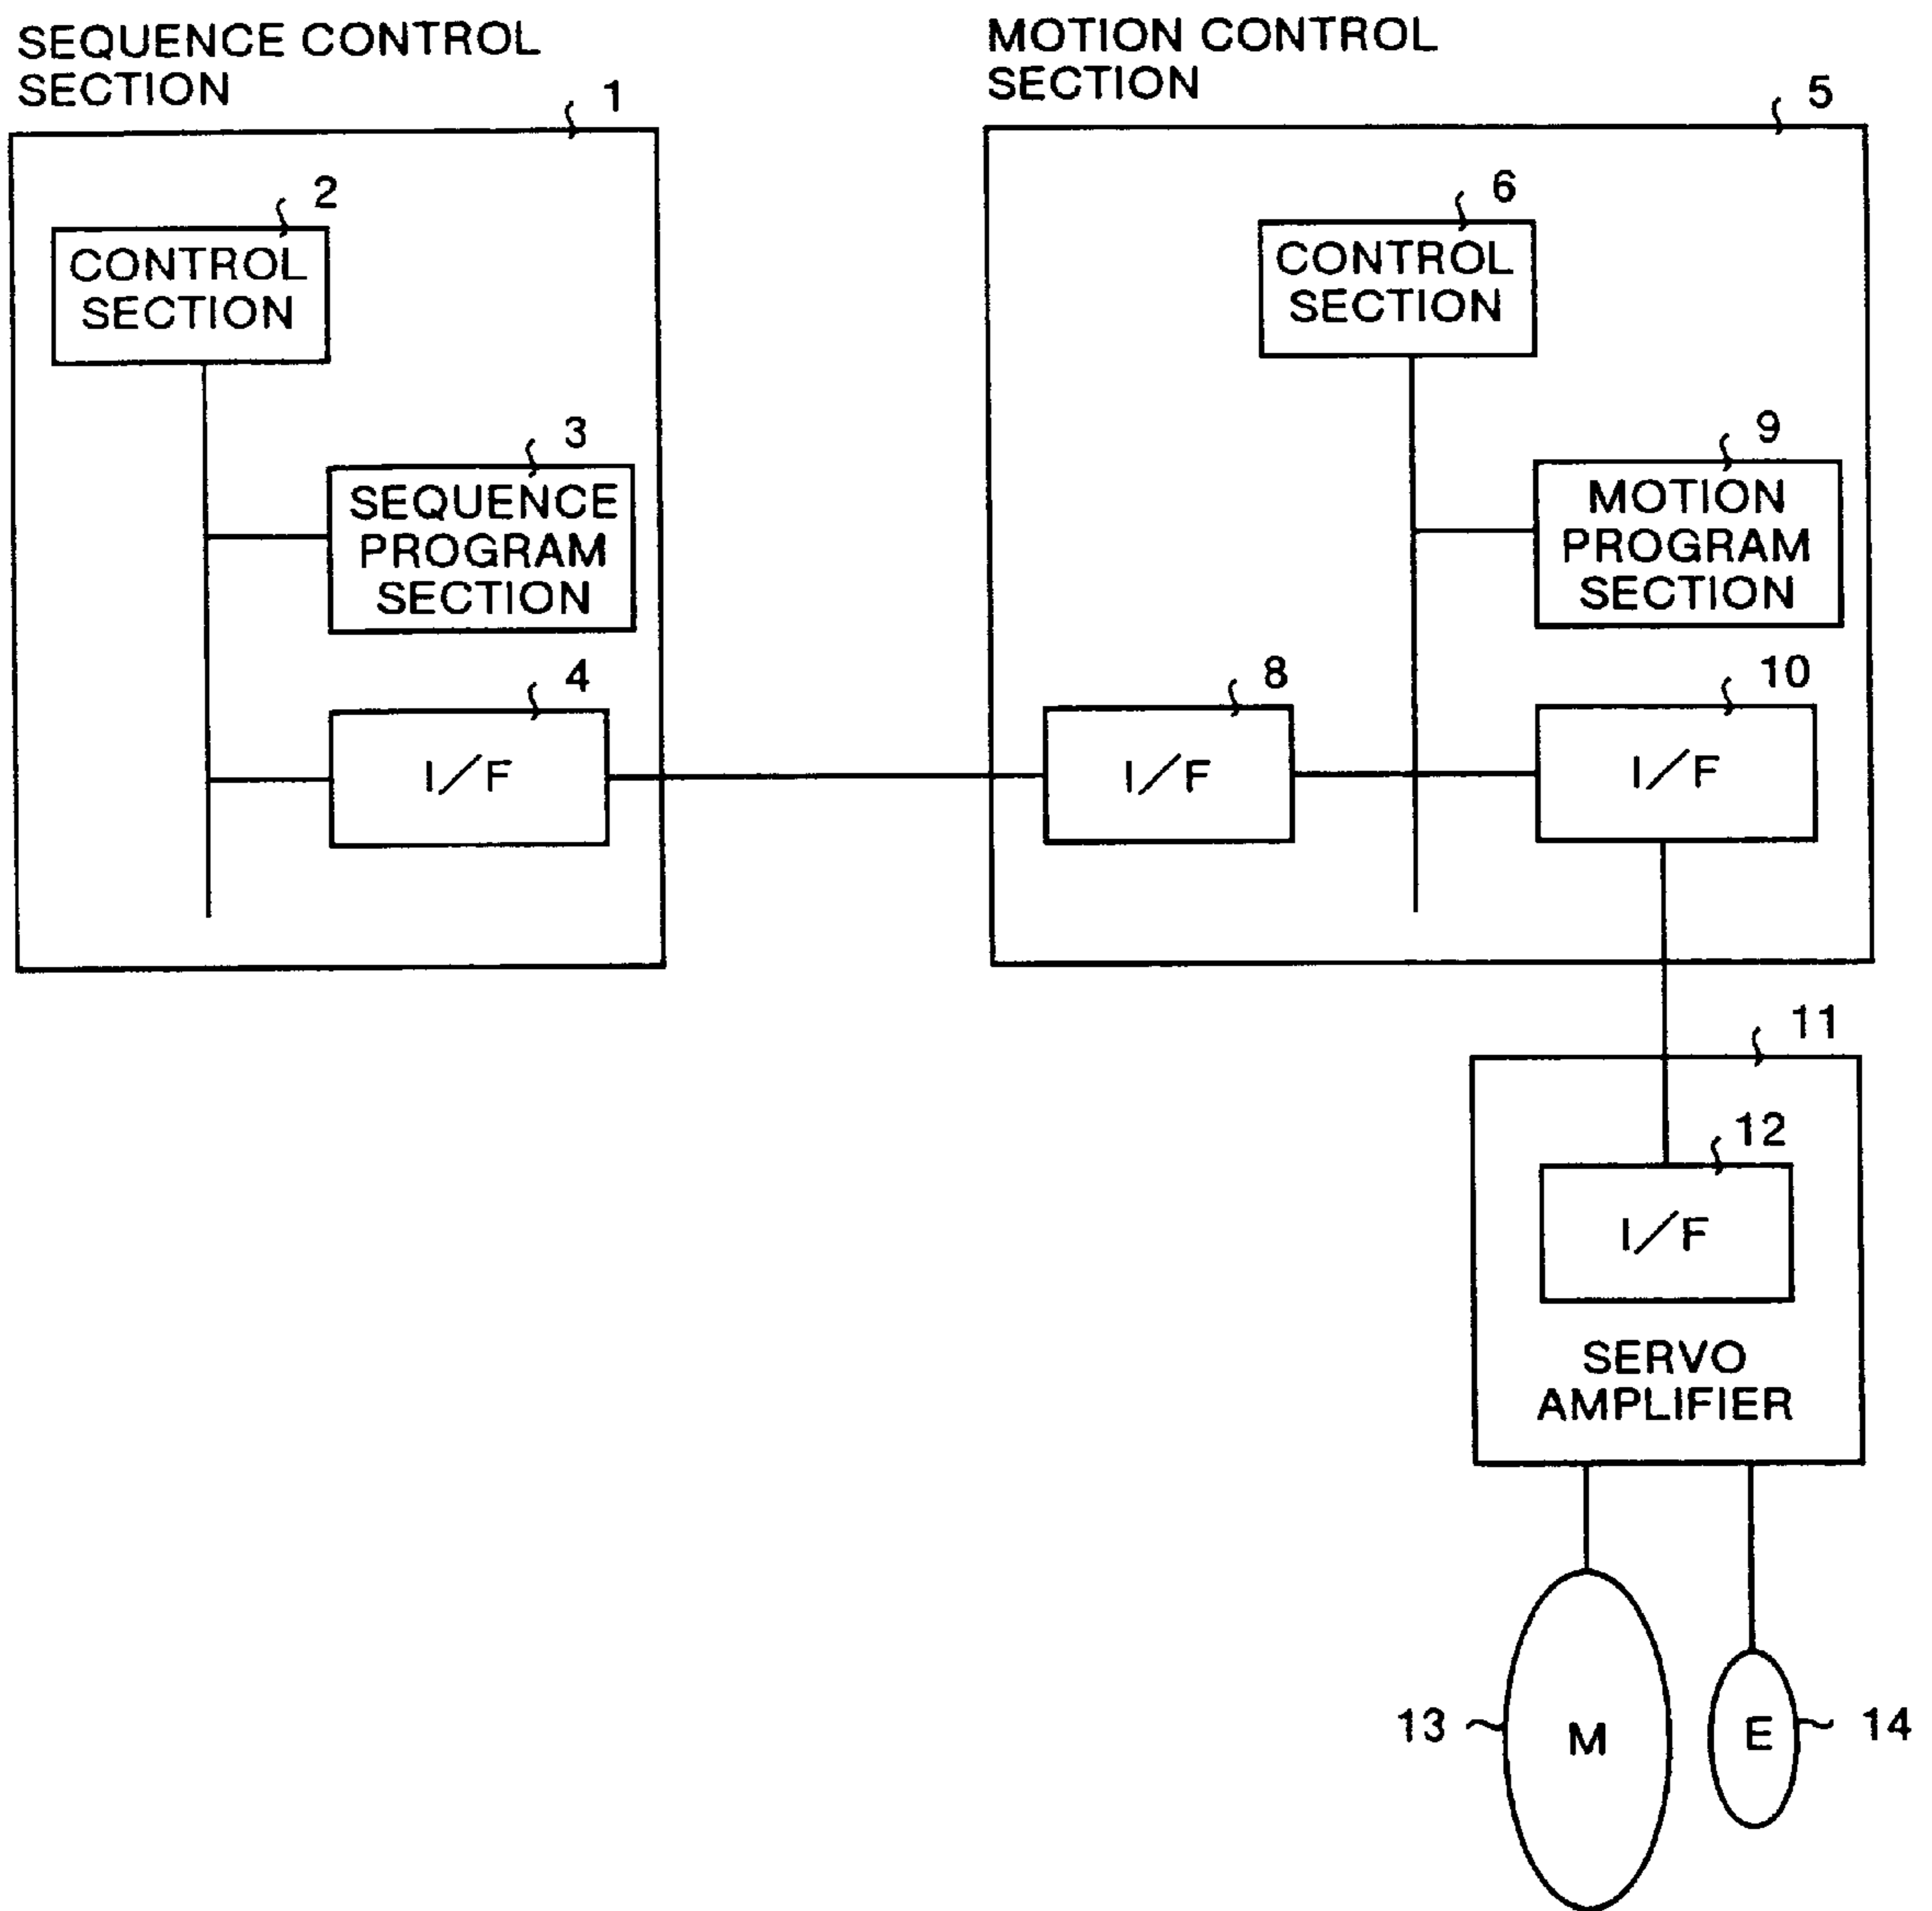 SEQUENCE CONTROL
SECTION
1
2
CONTROL
SECTION
3
SEQUENCE
PROGRAM
SECTION
4
I/F
MOTION CONTROL
SECTION
5
6
CONTROL
SECTION
9
MOTION
PROGRAM
SECTION
8
I/F
10
I/F
11
12
I/F
SERVO
AMPLIFIER
13
M
E
14